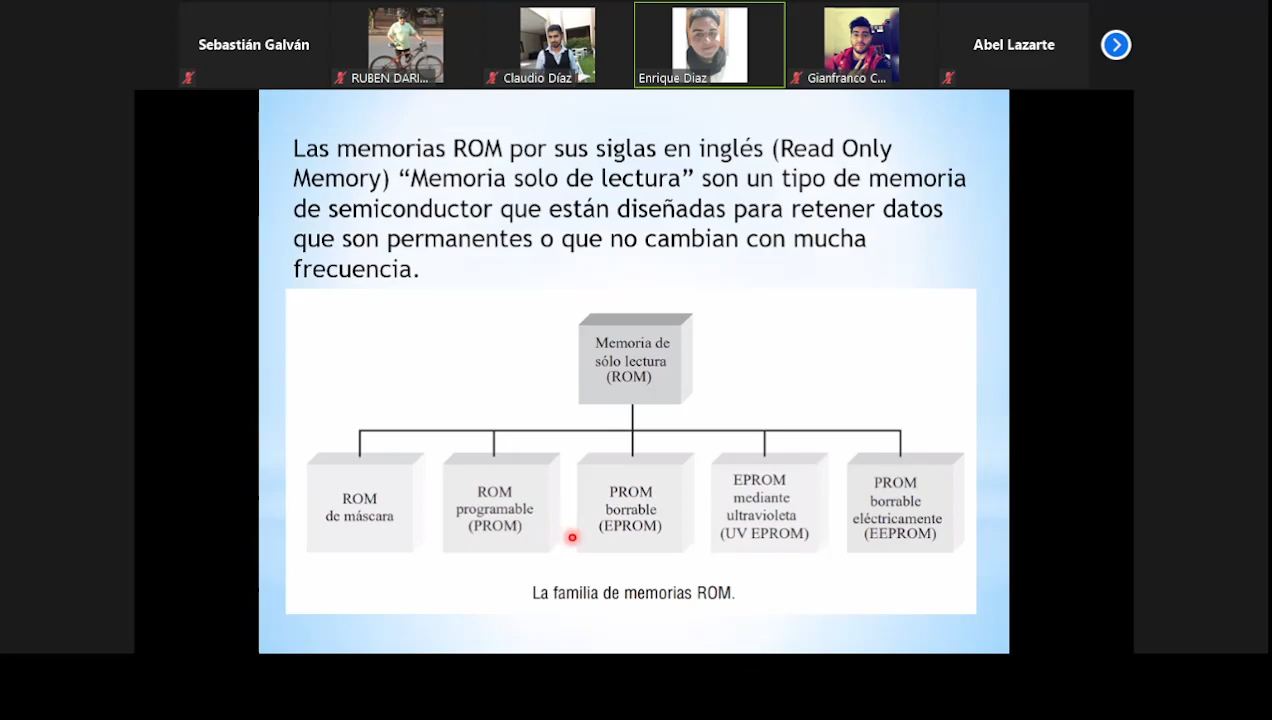 Sebastián Galván
RUBEN DARI...
Claudio Díaz
Enrique Diaz
Gianfranco C...
Abel Lazarte
Las memorias ROM por sus siglas en inglés (Read Only
Memory) “Memoria solo de lectura” son un tipo de memoria
de semiconductor que están diseñadas para retener datos
que son permanentes o que no cambian con mucha
frecuencia.
Memoria de
sólo lectura
(ROM)
ROM
de máscara
ROM
programable
(PROM)
PROM
borrable
(EPROM)
EPROM
mediante
ultravioleta
(UV EPROM)
PROM
borrable
eléctricamente
(EEPROM)
La familia de memorias ROM.